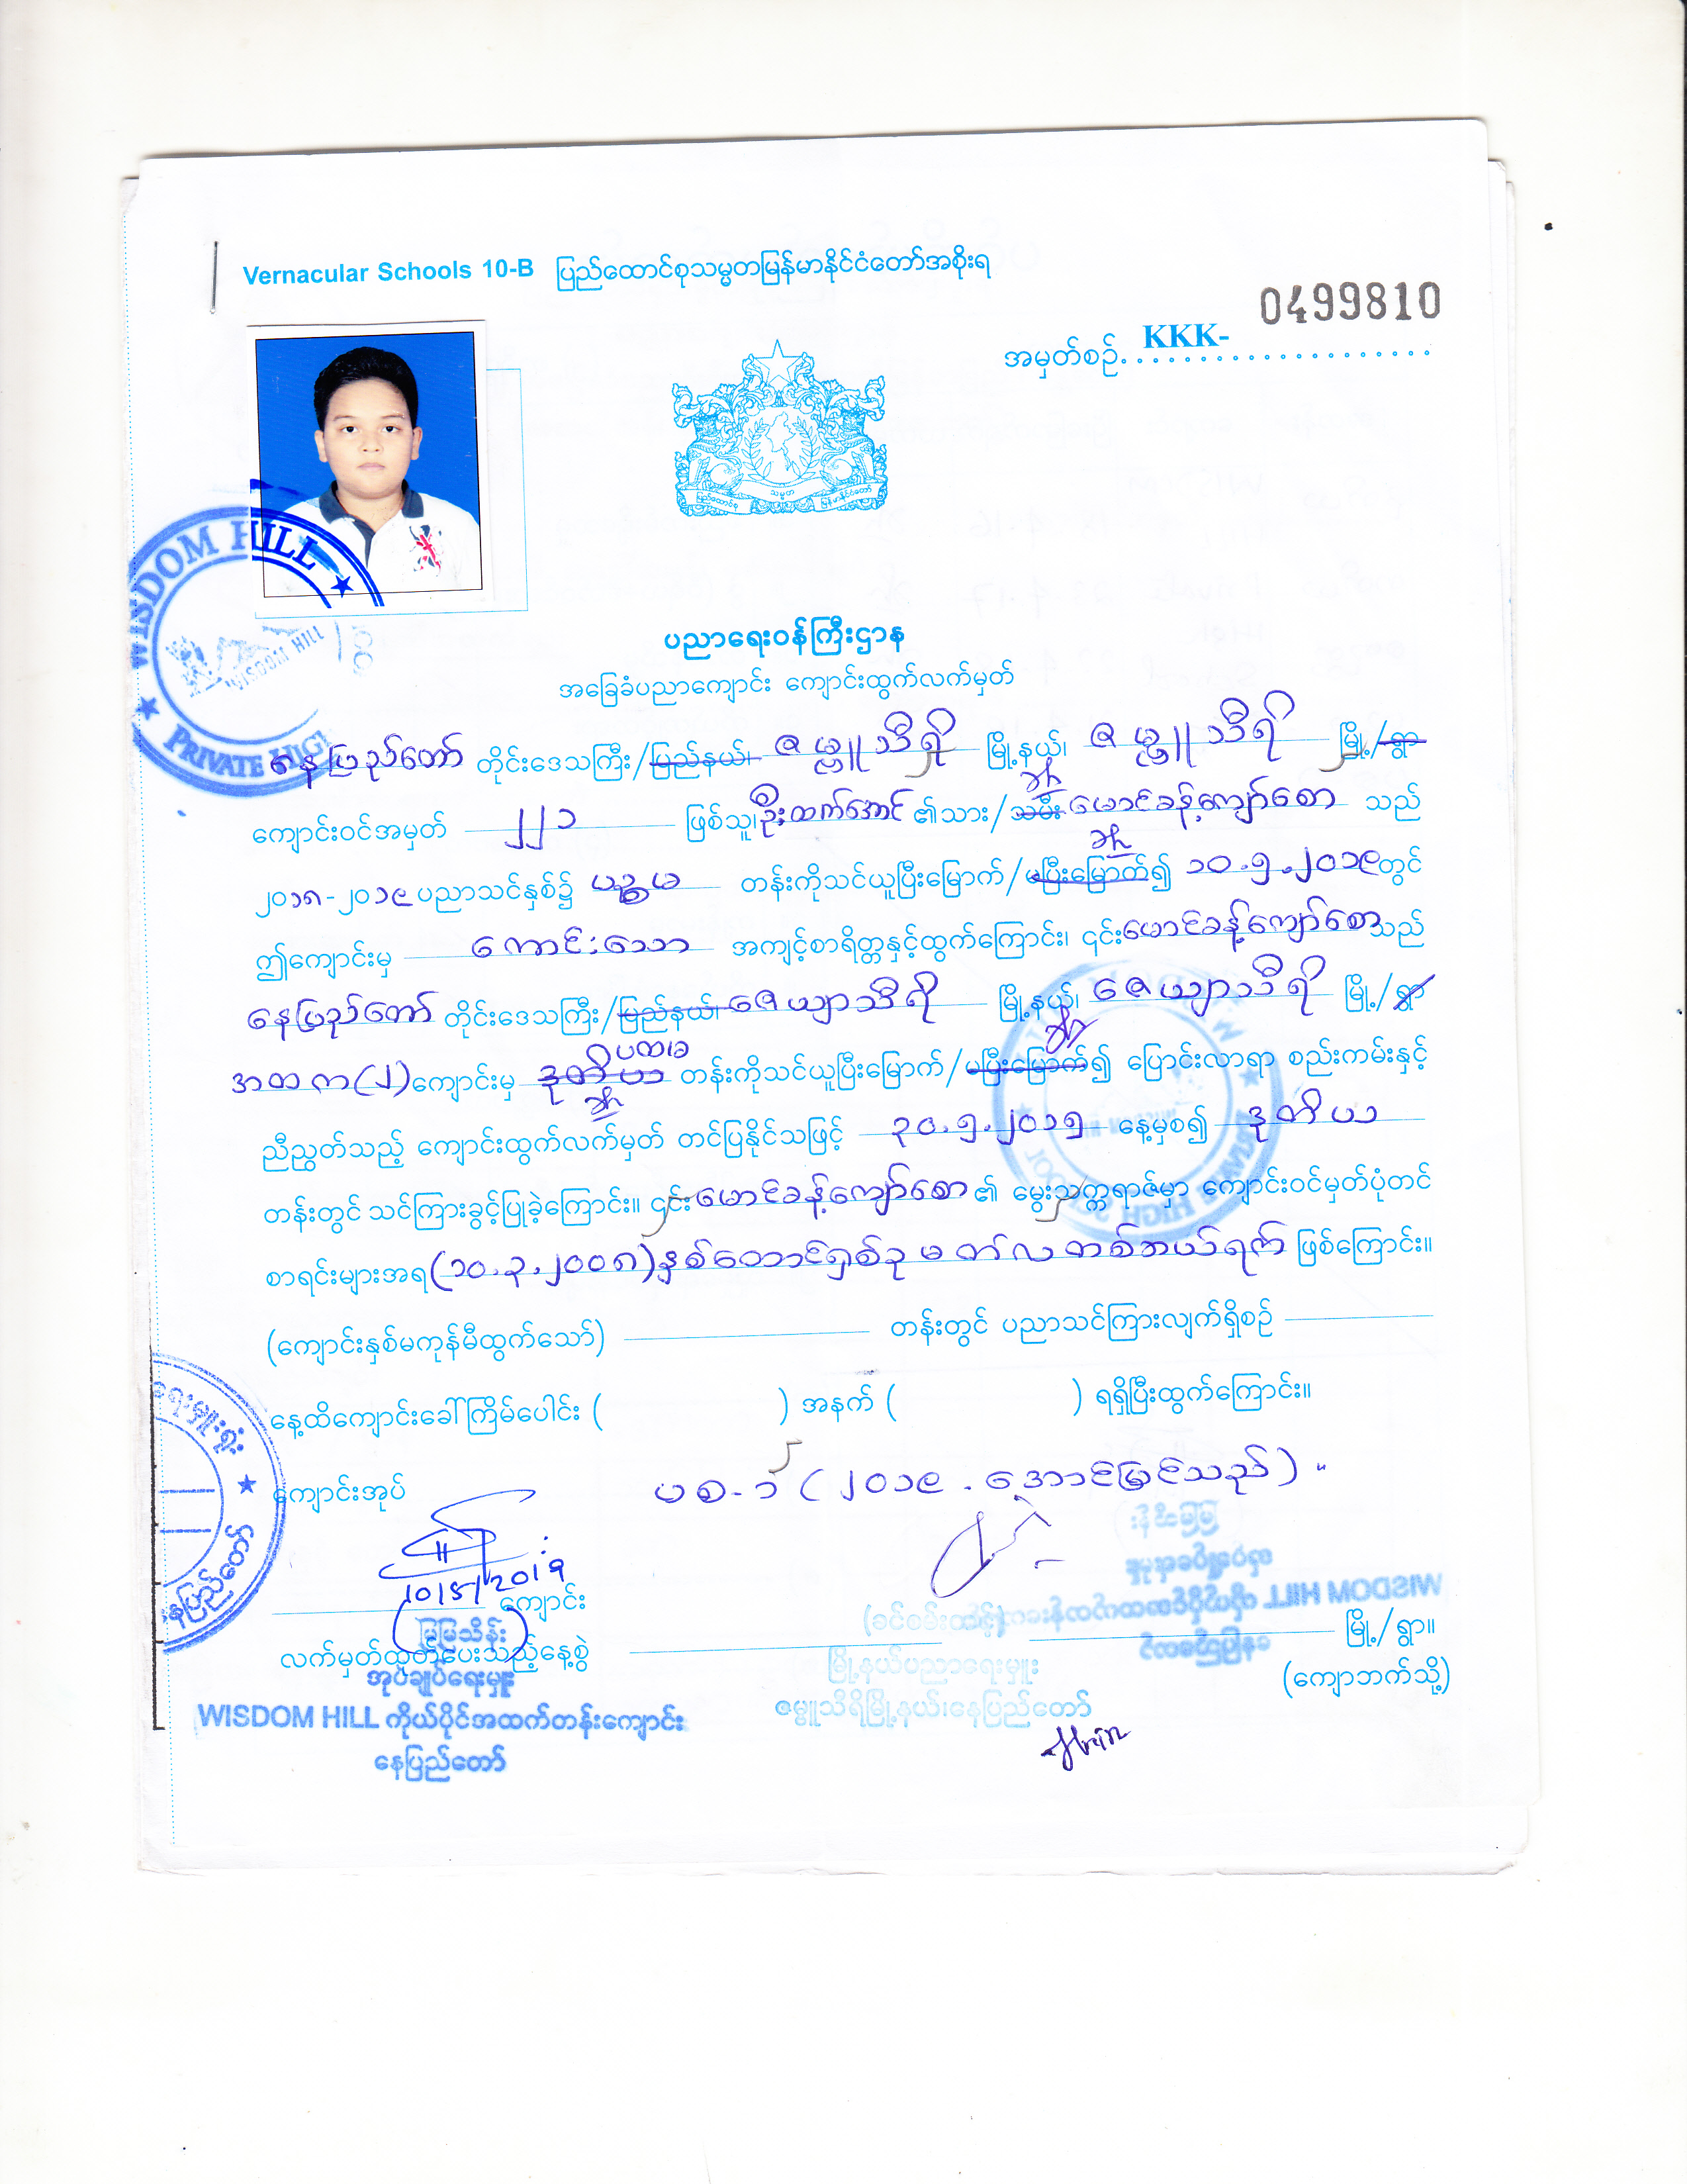 Vernacular Schools 10-B ပြည်ထောင်စုသမ္မတမြန်မာနိုင်ငံတော်အစိုးရ
0499810
အမှတ်စဉ် KKK-
WISDOM HILL
WISDOM HILL
PRIVATE HIGH
ပညာရေးဝန်ကြီးဌာန
အခြေခံပညာကျောင်း ကျောင်းထွက်လက်မှတ်
နေပြည်တော် တိုင်းဒေသကြီး/ပြည်နယ်၊ ဇမ္ဗူသီရိ မြို့နယ်၊ ဇမ္ဗူသီရိ မြို့/ရွာ
ကျောင်းဝင်အမှတ် ၂၂၁ ဖြစ်သူ၊ ဦးထက်အောင် ၏သား/သမီး မောင်ခန့်ကျော်စော သည်
၂၀၁၈-၂၀၁၉ ပညာသင်နှစ်၌ ပဉ္စမ တန်းကိုသင်ယူပြီးမြောက်/မပြီးမြောက်၍ ၁၀.၅.၂၀၁၉ တွင်
ဤကျောင်းမှ ကောင်းသော အကျင့်စာရိတ္တနှင့်ထွက်ကြောင်း၊ ၎င်း မောင်ခန့်ကျော်စော သည်
နေပြည်တော် တိုင်းဒေသကြီး/ပြည်နယ်၊ ဇေယျာသီရိ မြို့နယ်၊ ဇေယျာသီရိ မြို့/ရွာ
ပထမ
အထက(၂) ကျောင်းမှ ဒုတိယ တန်းကိုသင်ယူပြီးမြောက်/မပြီးမြောက်၍ ပြောင်းလာရာ စည်းကမ်းနှင့်
ညီညွတ်သည့် ကျောင်းထွက်လက်မှတ် တင်ပြနိုင်သဖြင့် ၃၀.၅.၂၀၁၅ နေ့မှစ၍ ဒုတိယ
တန်းတွင် သင်ကြားခွင့်ပြုခဲ့ကြောင်း။ ၎င်း မောင်ခန့်ကျော်စော ၏ မွေးသက္ကရာဇ်မှာ ကျောင်းဝင်မှတ်ပုံတင်
စာရင်းများအရ (၁၀.၃.၂၀၀၈) နှစ်ထောင်ရှစ်ခု မတ်လ တစ်ဆယ်ရက် ဖြစ်ကြောင်း။
(ကျောင်းနှစ်မကုန်မီထွက်သော်) တန်းတွင် ပညာသင်ကြားလျက်ရှိစဉ်
နေ့ထိကျောင်းခေါ်ကြိမ်ပေါင်း ( ) အနက် ( ) ရရှိပြီးထွက်ကြောင်း။
ပစ-၁ (၂၀၁၉ . အောင်မြင်သည်) ။
ကျောင်းအုပ်
10/5/2019
ကျောင်း
မြမြသိန်း
မြို့/ရွာ။
လက်မှတ်ထုတ်ပေးသည့်နေ့စွဲ
(ကျောဘက်သို့)
အုပ်ချုပ်ရေးမှူး
မြို့နယ်ပညာရေးမှူး
WISDOM HILL ကိုယ်ပိုင်အထက်တန်းကျောင်း
ဇမ္ဗူသီရိမြို့နယ်၊ နေပြည်တော်
နေပြည်တော်